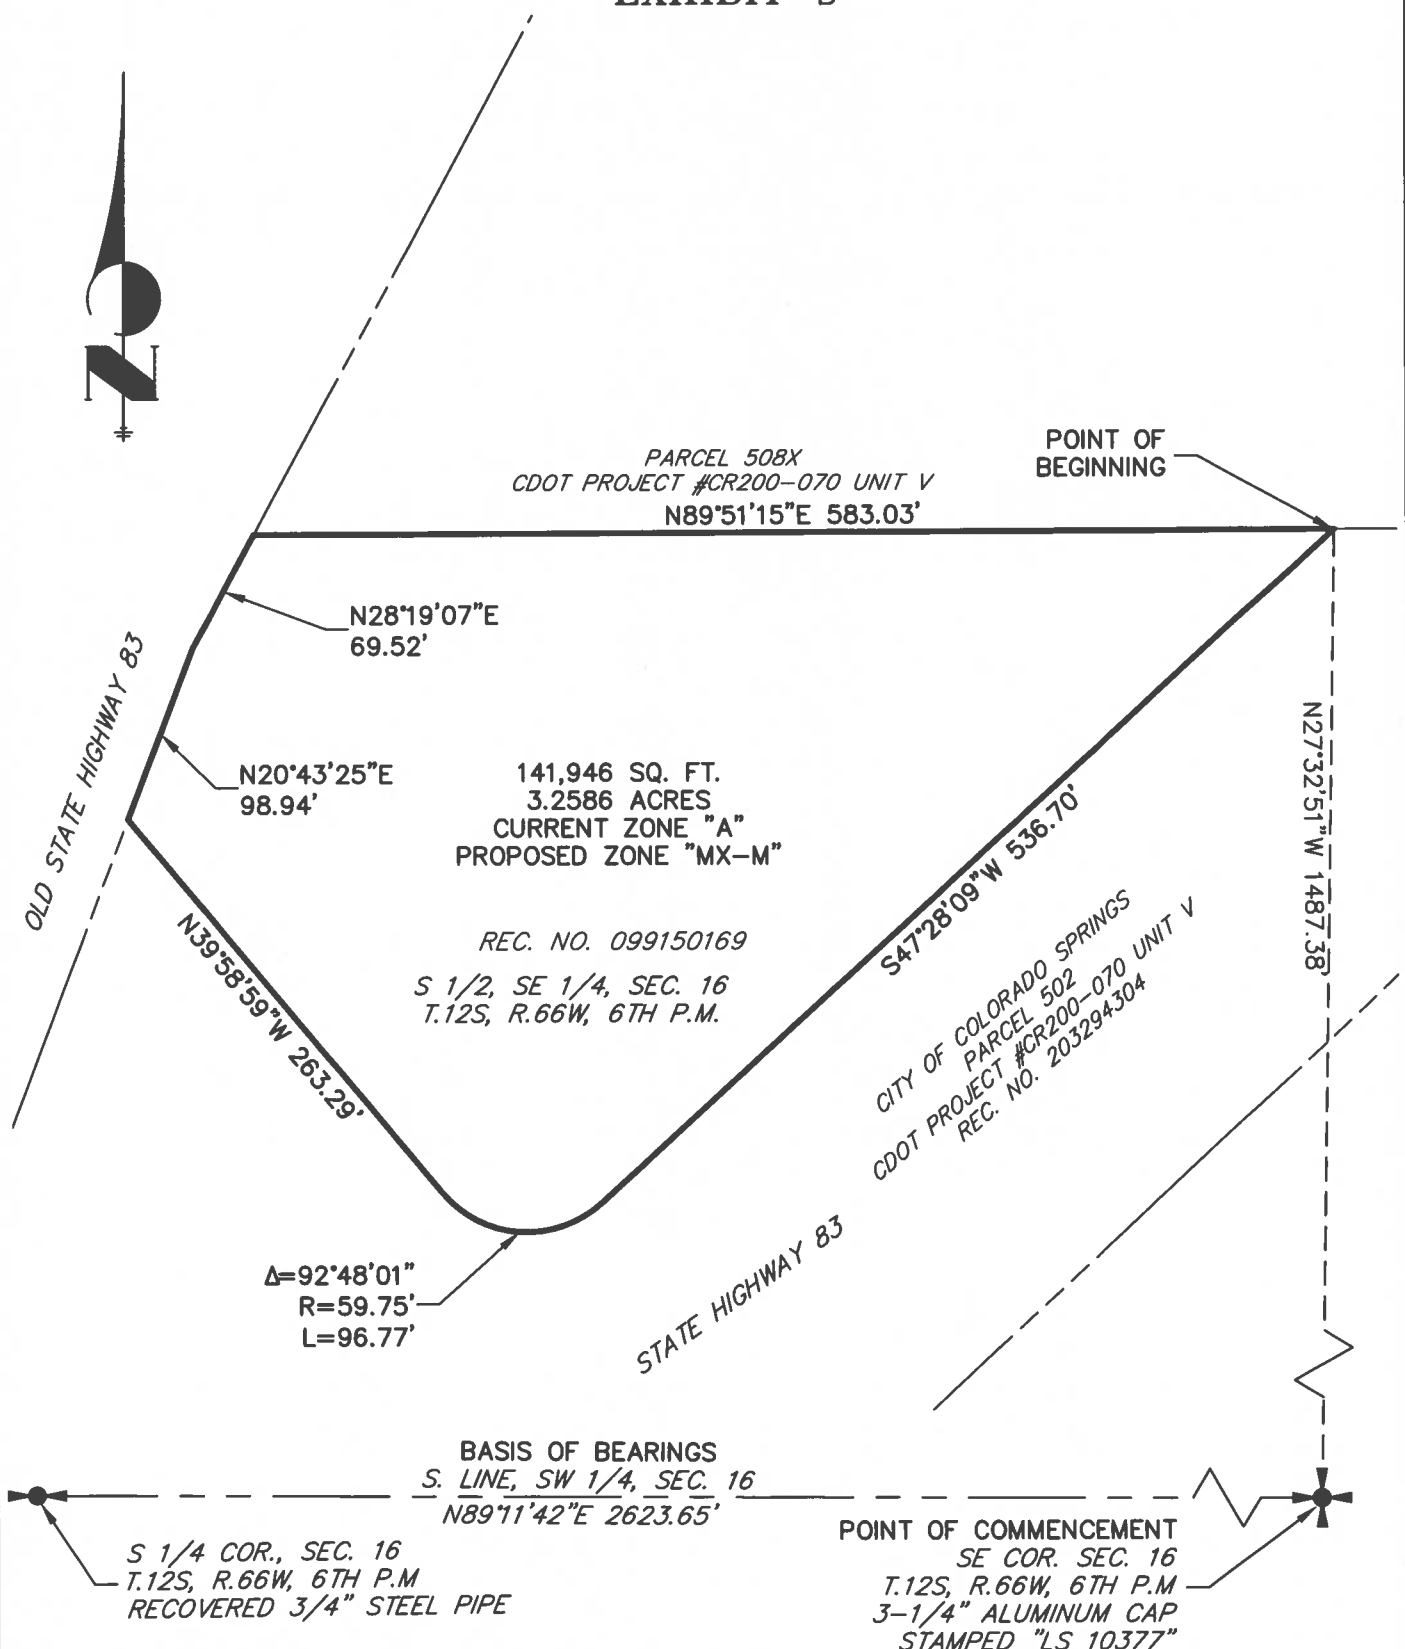 N
PARCEL 508X
CDOT PROJECT #CR200-070 UNIT V
N89°51'15"E 583.03'
POINT OF
BEGINNING
N28°19'07"E
69.52'
OLD STATE HIGHWAY 83
N20°43'25"E
98.94'
141,946 SQ. FT.
3.2586 ACRES
CURRENT ZONE "A"
PROPOSED ZONE "MX-M"
REC. NO. 099150169
S 1/2, SE 1/4, SEC. 16
T.12S, R.66W, 6TH P.M.
N39°58'59"W 263.29'
S47°28'09"W 536.70'
N27°32'51"W 1487.38'
CITY OF COLORADO SPRINGS
PARCEL 502
CDOT PROJECT #CR200-070 UNIT V
REC. NO. 203294304
STATE HIGHWAY 83
Δ=92°48'01"
R=59.75'
L=96.77'
BASIS OF BEARINGS
S. LINE, SW 1/4, SEC. 16
N89°11'42"E 2623.65'
S 1/4 COR., SEC. 16
T.12S, R.66W, 6TH P.M
RECOVERED 3/4" STEEL PIPE
POINT OF COMMENCEMENT
SE COR. SEC. 16
T.12S, R.66W, 6TH P.M
3-1/4" ALUMINUM CAP
STAMPED "LS 10377"